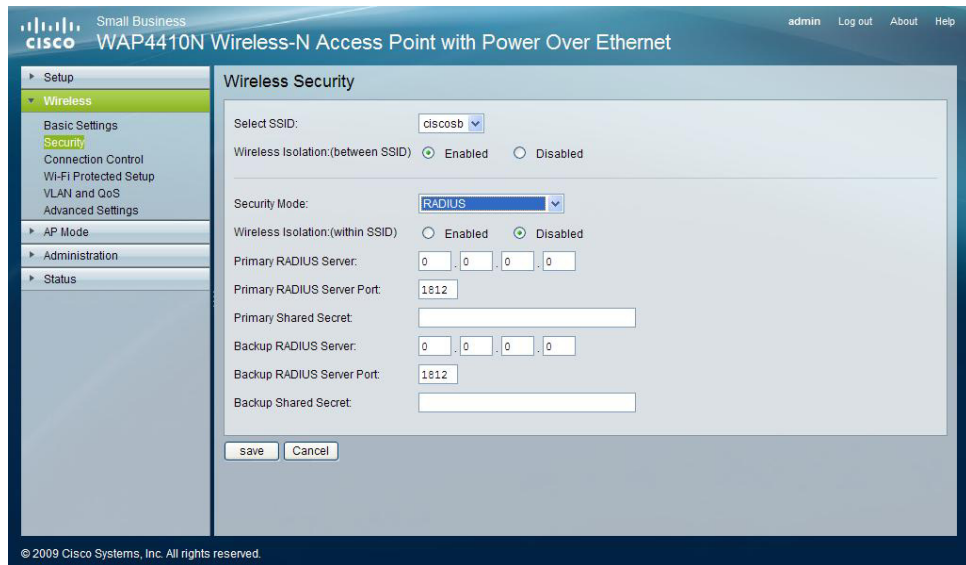 Small Business
CISCO WAP4410N Wireless-N Access Point with Power Over Ethernet
admin Log out About Help
Setup
Wireless
Basic Settings
Security
Connection Control
Wi-Fi Protected Setup
VLAN and QoS
Advanced Settings
AP Mode
Administration
Status
Wireless Security
Select SSID: ciscosb
Wireless Isolation:(between SSID) Enabled Disabled
Security Mode: RADIUS
Wireless Isolation:(within SSID) Enabled Disabled
Primary RADIUS Server: 0 . 0 . 0 . 0
Primary RADIUS Server Port: 1812
Primary Shared Secret:
Backup RADIUS Server: 0 . 0 . 0 . 0
Backup RADIUS Server Port: 1812
Backup Shared Secret:
save Cancel
© 2009 Cisco Systems, Inc. All rights reserved.